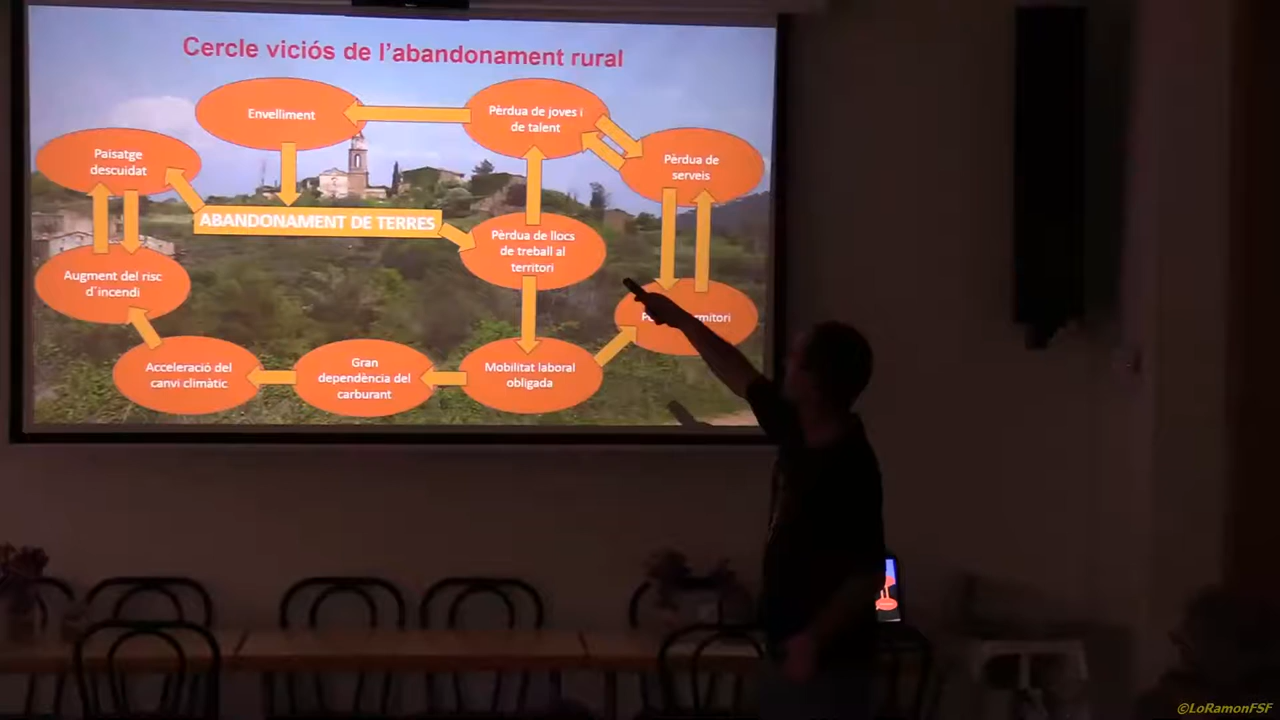 Cercle viciós de l'abandonament rural
Envelliment
Pèrdua de joves i
de talent
Paisatge
descuidat
Pèrdua de
serveis
ABANDONAMENT DE TERRES
Pèrdua de llocs
de treball al
territori
Augment del risc
d´incendi
Acceleració del
canvi climàtic
Gran
dependència del
carburant
Mobilitat laboral
obligada
©LoRamonFSF